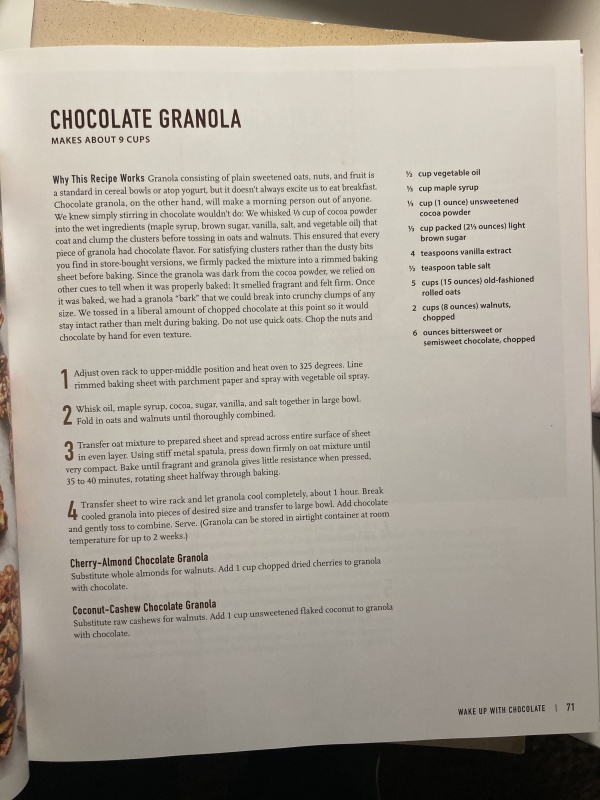 CHOCOLATE GRANOLA
MAKES ABOUT 9 CUPS
Why This Recipe Works Granola consisting of plain sweetened oats, nuts, and fruit is
a standard in cereal bowls or atop yogurt, but it doesn't always excite us to eat breakfast.
Chocolate granola, on the other hand, will make a morning person out of anyone.
We knew simply stirring in chocolate wouldn't do: We whisked ⅓ cup of cocoa powder
into the wet ingredients (maple syrup, brown sugar, vanilla, salt, and vegetable oil) that
coat and clump the clusters before tossing in oats and walnuts. This ensured that every
piece of granola had chocolate flavor. For satisfying clusters rather than the dusty bits
you find in store-bought versions, we firmly packed the mixture into a rimmed baking
sheet before baking. Since the granola was dark from the cocoa powder, we relied on
other cues to tell when it was properly baked: It smelled fragrant and felt firm. Once
it was baked, we had a granola "bark" that we could break into crunchy clumps of any
size. We tossed in a liberal amount of chopped chocolate at this point so it would
stay intact rather than melt during baking. Do not use quick oats. Chop the nuts and
chocolate by hand for even texture.
1 Adjust oven rack to upper-middle position and heat oven to 325 degrees. Line
rimmed baking sheet with parchment paper and spray with vegetable oil spray.
2 Whisk oil, maple syrup, cocoa, sugar, vanilla, and salt together in large bowl.
Fold in oats and walnuts until thoroughly combined.
3 Transfer oat mixture to prepared sheet and spread across entire surface of sheet
in even layer. Using stiff metal spatula, press down firmly on oat mixture until
very compact. Bake until fragrant and granola gives little resistance when pressed,
35 to 40 minutes, rotating sheet halfway through baking.
4 Transfer sheet to wire rack and let granola cool completely, about 1 hour. Break
cooled granola into pieces of desired size and transfer to large bowl. Add chocolate
and gently toss to combine. Serve. (Granola can be stored in airtight container at room
temperature for up to 2 weeks.)
Cherry-Almond Chocolate Granola
Substitute whole almonds for walnuts. Add 1 cup chopped dried cherries to granola
with chocolate.
Coconut-Cashew Chocolate Granola
Substitute raw cashews for walnuts. Add 1 cup unsweetened flaked coconut to granola
with chocolate.
½ cup vegetable oil
⅓ cup maple syrup
⅓ cup (1 ounce) unsweetened
cocoa powder
⅓ cup packed (2⅓ ounces) light
brown sugar
4 teaspoons vanilla extract
½ teaspoon table salt
5 cups (15 ounces) old-fashioned
rolled oats
2 cups (8 ounces) walnuts,
chopped
6 ounces bittersweet or
semisweet chocolate, chopped
WAKE UP WITH CHOCOLATE | 71